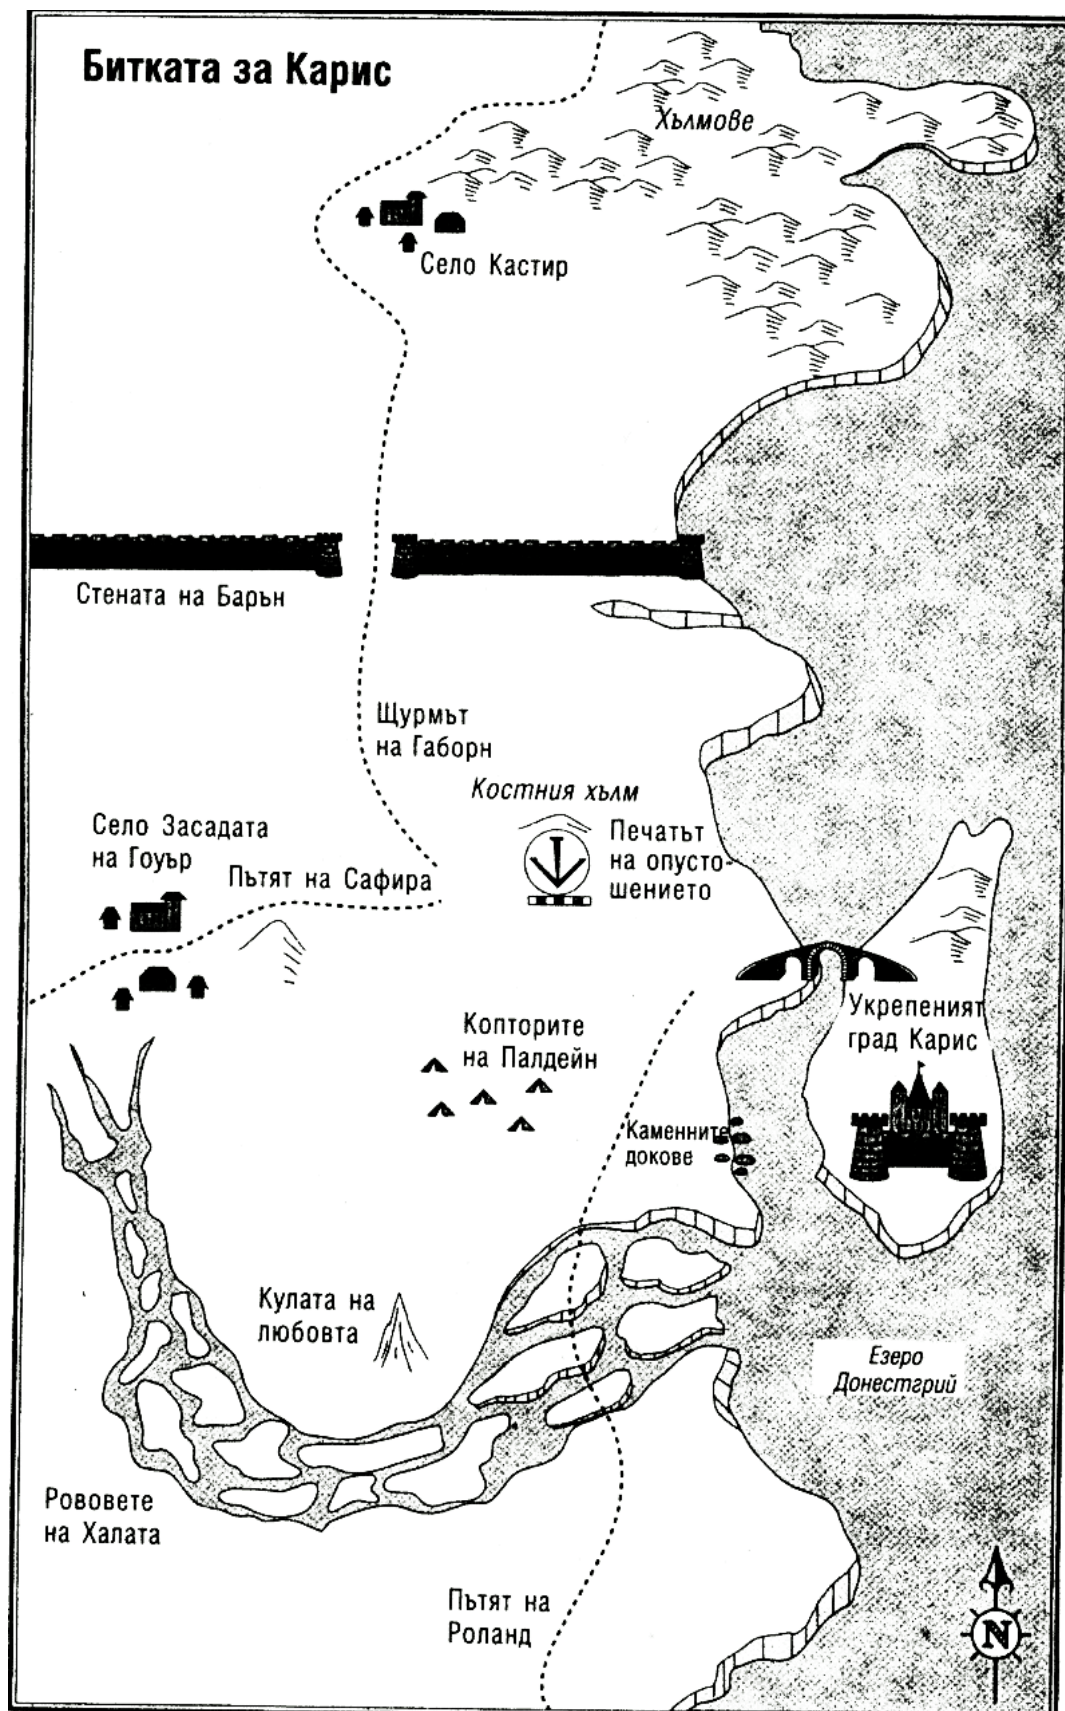 Битката за Карис
Хълмове
Село Кастир
Стената на Барън
Щурмът
на Габорн
Костния хълм
Печатът
на опусто-
шението
Село Засадата
на Гоуър
Пътят на Сафира
Укрепеният
град Карис
Копторите
на Палдейн
Каменните
докове
Кулата на
любовта
Езеро
Донестгрий
Рововете
на Халата
Пътят на
Роланд
N